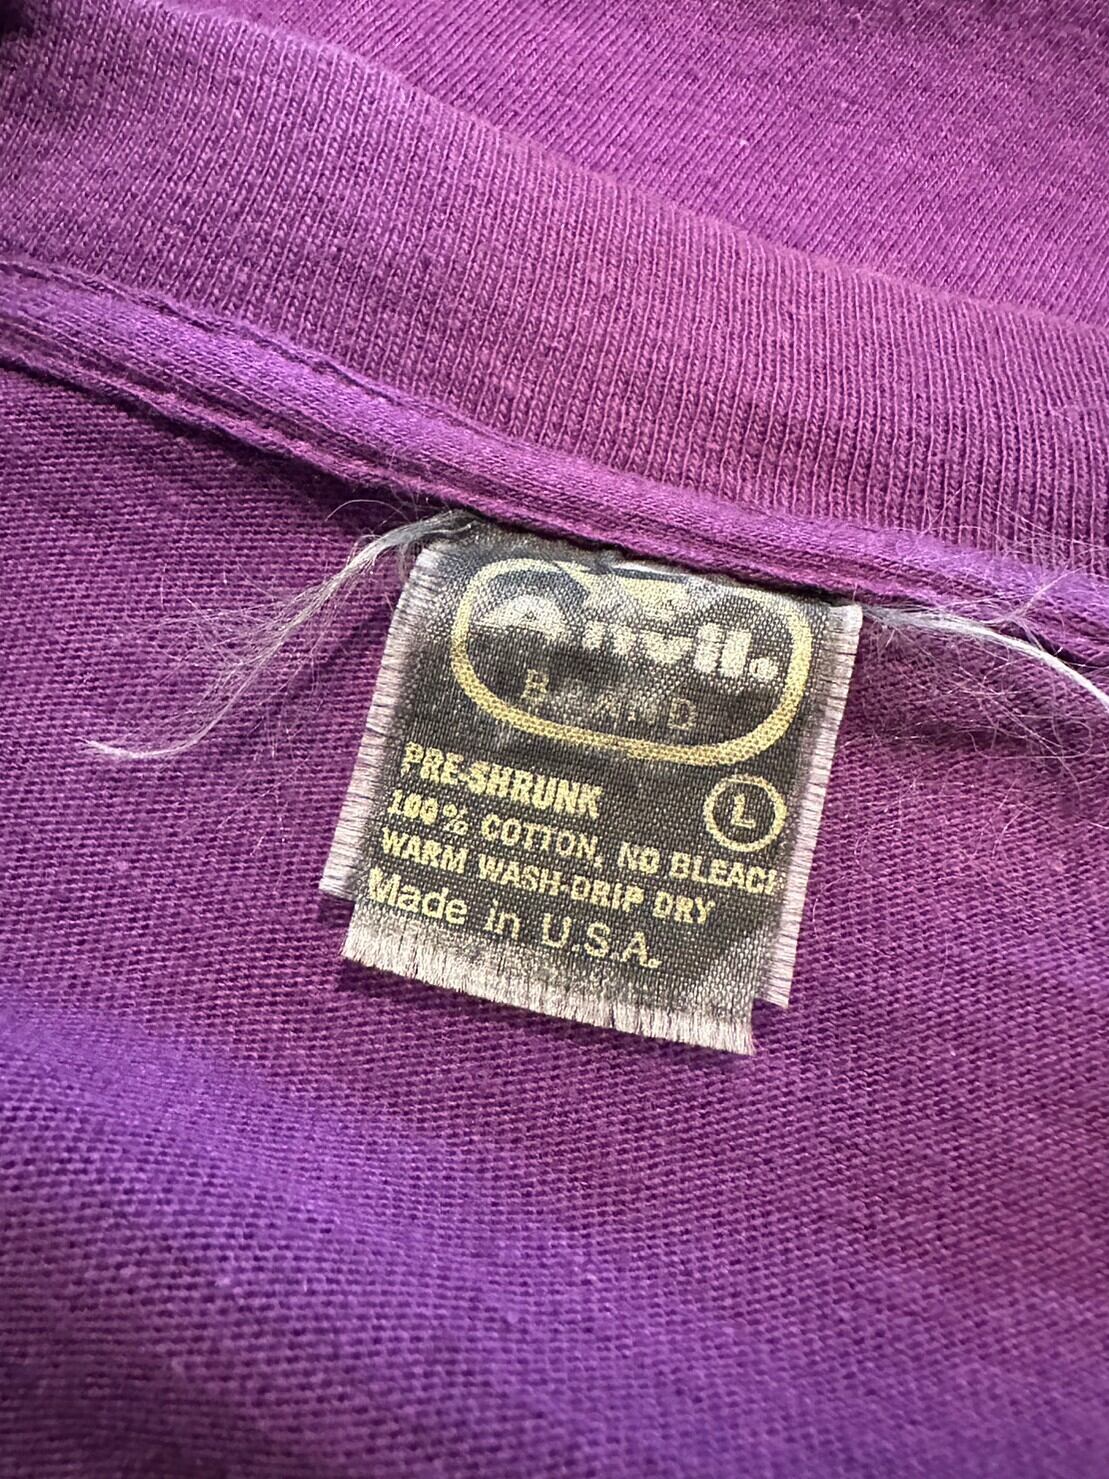 Anvil.
BRAND
PRE-SHRUNK
L
100% COTTON, NO BLEACH
WARM WASH-DRIP DRY
Made in U.S.A.